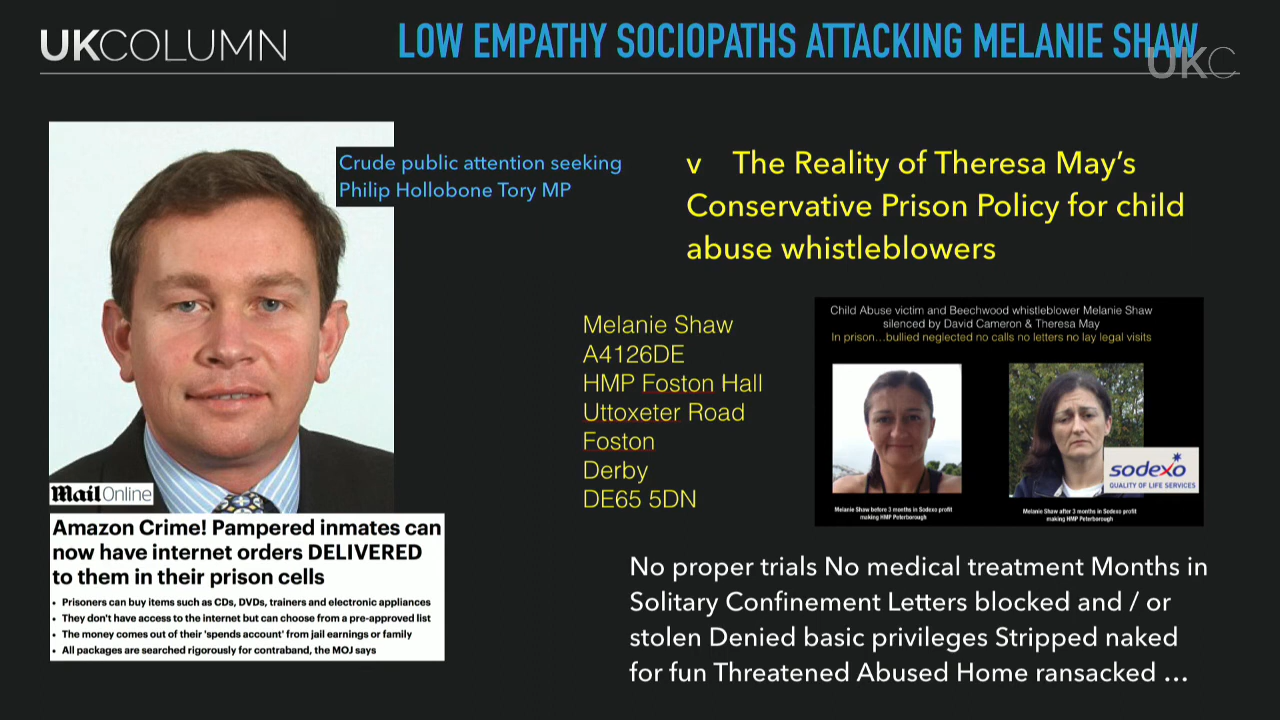 UKCOLUMN
LOW EMPATHY SOCIOPATHS ATTACKING MELANIE SHAW
UKC
Crude public attention seeking
Philip Hollobone Tory MP
v The Reality of Theresa May’s
Conservative Prison Policy for child
abuse whistleblowers
Melanie Shaw
A4126DE
HMP Foston Hall
Uttoxeter Road
Foston
Derby
DE65 5DN
Child Abuse victim and Beechwood whistleblower Melanie Shaw
silenced by David Cameron & Theresa May
In prison...bullied neglected no calls no letters no lay legal visits
sodexo
QUALITY OF LIFE SERVICES
Melanie Shaw before 3 months in Sodexo profit
making HMP Peterborough
Melanie Shaw after 3 months in Sodexo profit
making HMP Peterborough
Mail Online
Amazon Crime! Pampered inmates can
now have internet orders DELIVERED
to them in their prison cells
• Prisoners can buy items such as CDs, DVDs, trainers and electronic appliances
• They don't have access to the internet but can choose from a pre-approved list
• The money comes out of their 'spends account' from jail earnings or family
• All packages are searched rigorously for contraband, the MOJ says
No proper trials No medical treatment Months in
Solitary Confinement Letters blocked and / or
stolen Denied basic privileges Stripped naked
for fun Threatened Abused Home ransacked ...